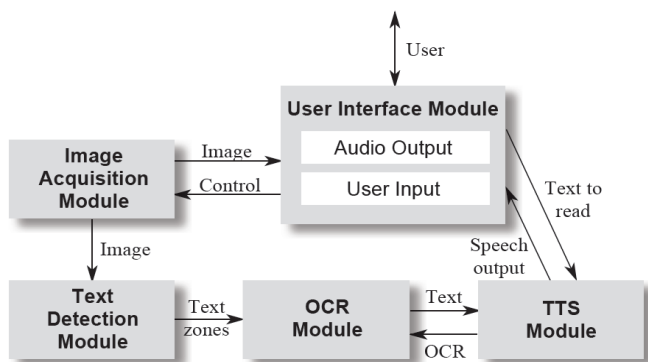 User
User Interface Module
Audio Output
User Input
Image
Acquisition
Module
Image
Control
Text to
read
Image
Speech
output
Text
Detection
Module
Text
zones
OCR
Module
Text
OCR
TTS
Module